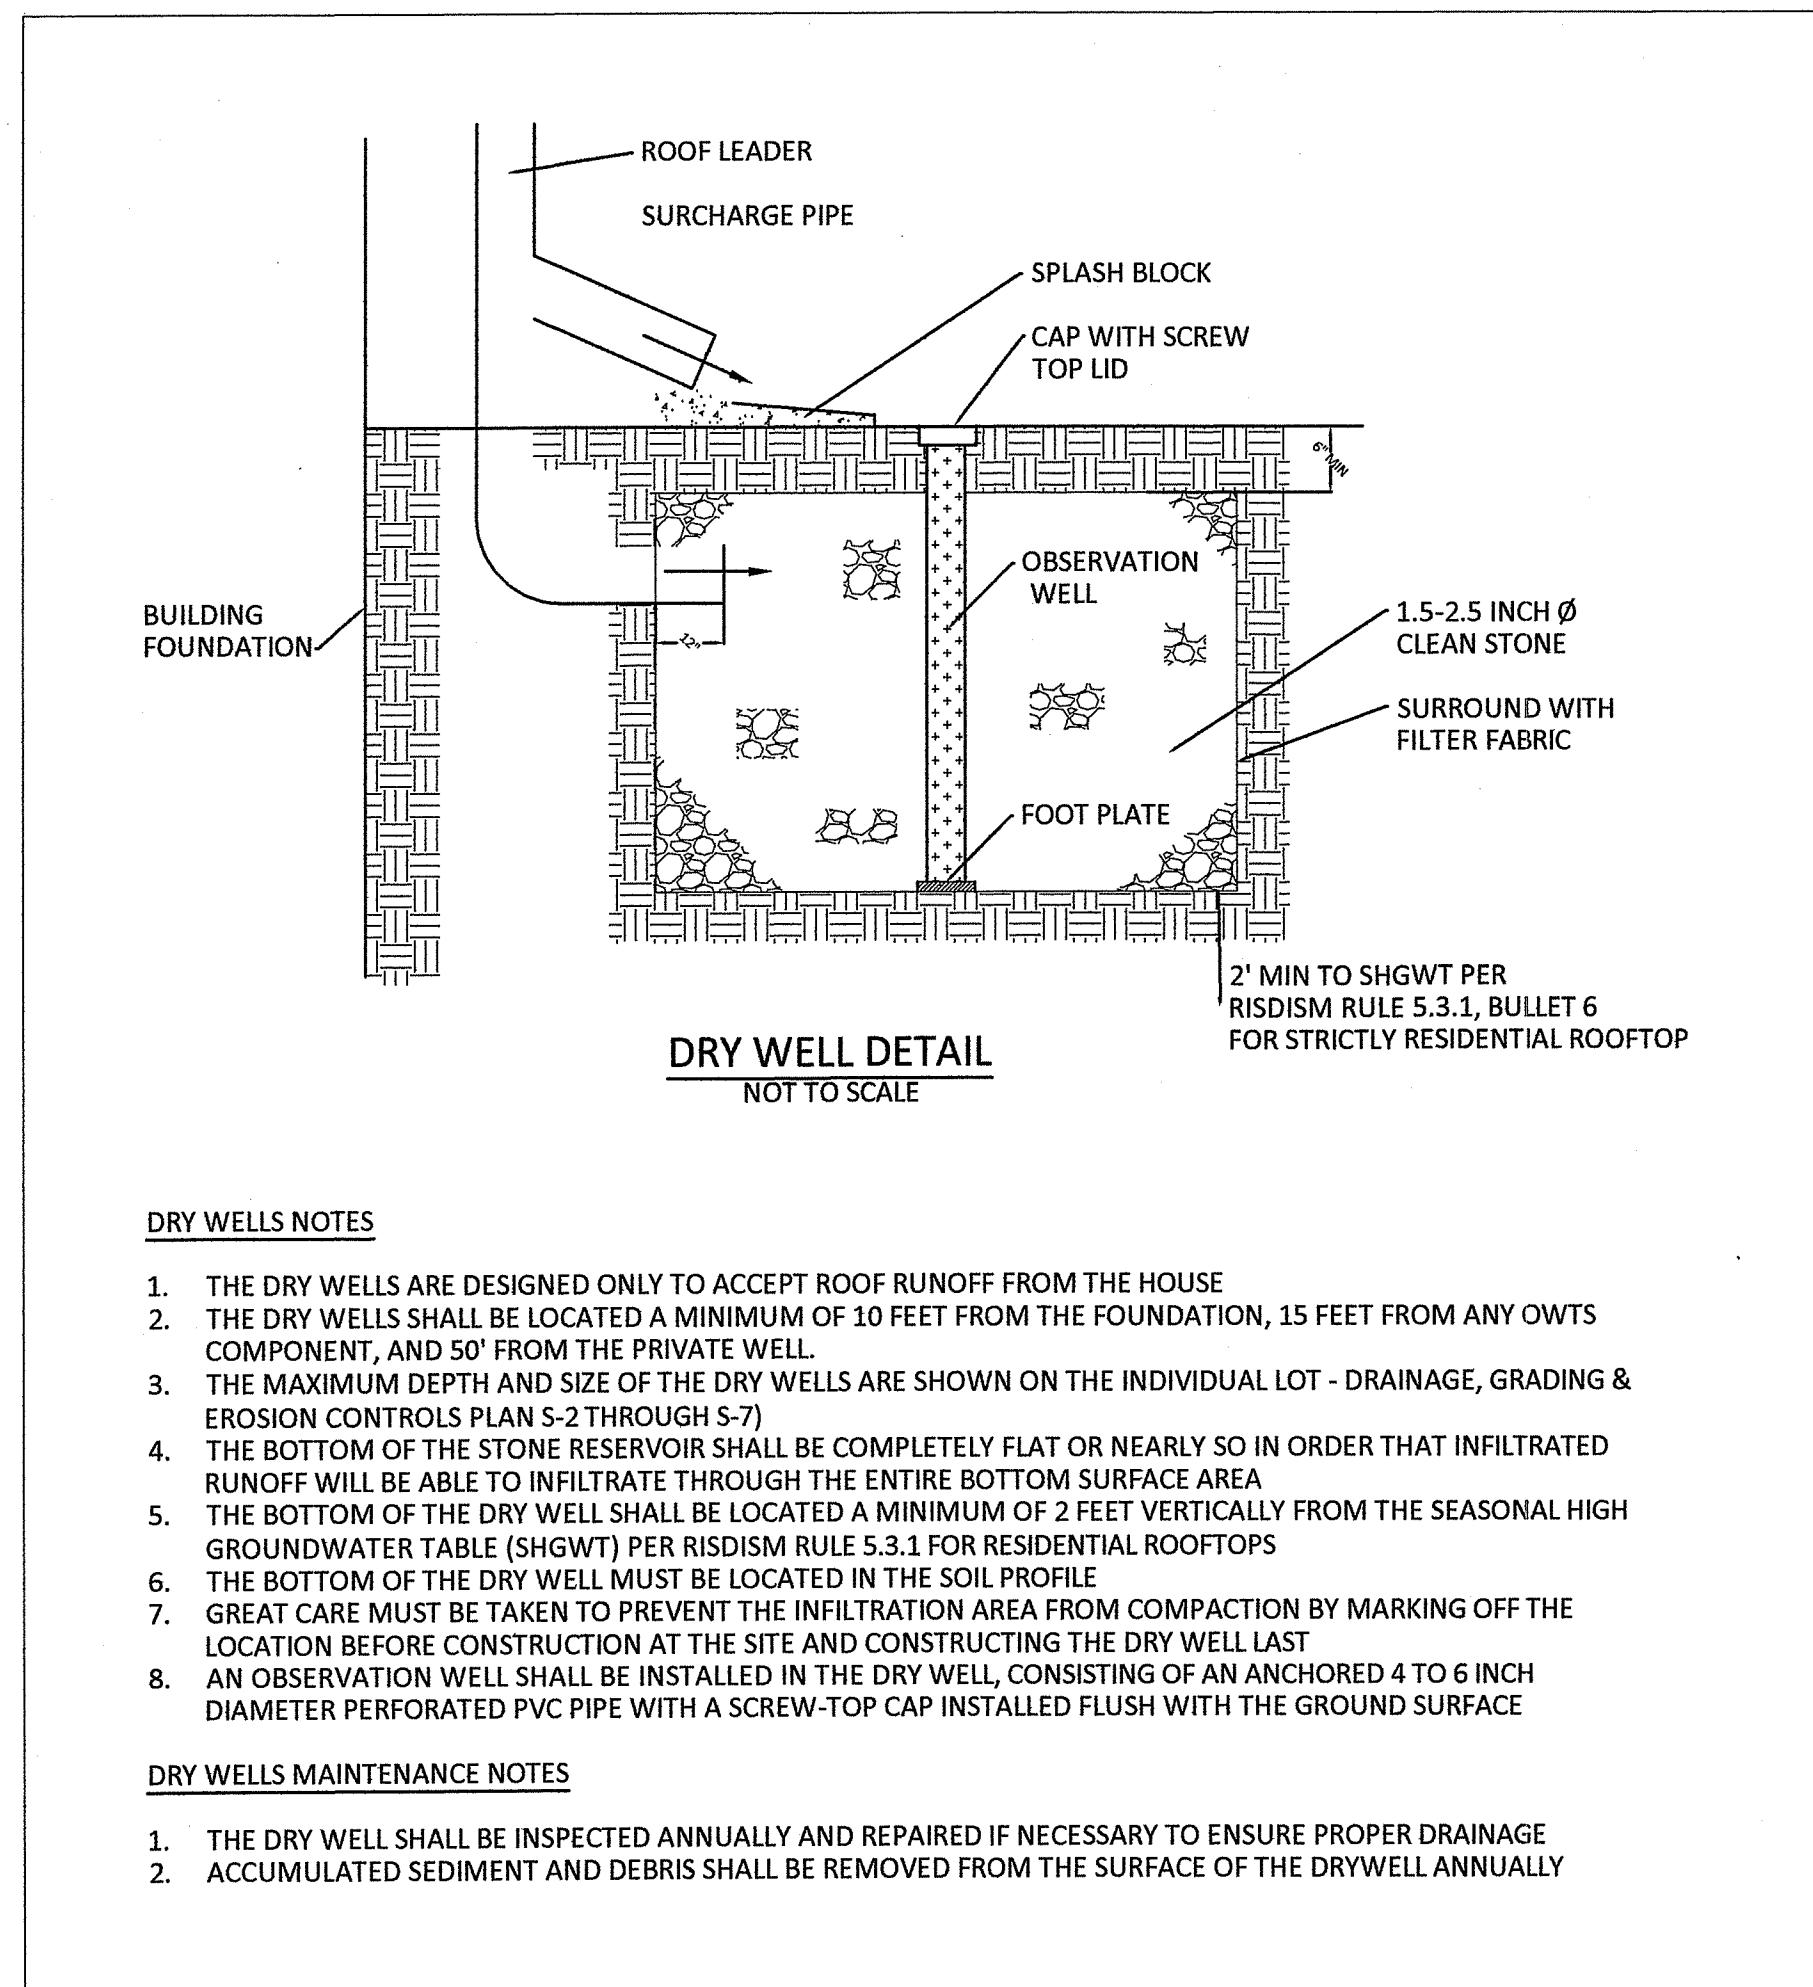 ROOF LEADER
SURCHARGE PIPE
SPLASH BLOCK
CAP WITH SCREW
TOP LID
6" MIN
OBSERVATION
WELL
1.5-2.5 INCH Ø
CLEAN STONE
BUILDING
FOUNDATION
12"
SURROUND WITH
FILTER FABRIC
FOOT PLATE
2' MIN TO SHGWT PER
RISDISM RULE 5.3.1, BULLET 6
FOR STRICTLY RESIDENTIAL ROOFTOP
DRY WELL DETAIL
NOT TO SCALE
DRY WELLS NOTES
1. THE DRY WELLS ARE DESIGNED ONLY TO ACCEPT ROOF RUNOFF FROM THE HOUSE
2. THE DRY WELLS SHALL BE LOCATED A MINIMUM OF 10 FEET FROM THE FOUNDATION, 15 FEET FROM ANY OWTS
COMPONENT, AND 50' FROM THE PRIVATE WELL.
3. THE MAXIMUM DEPTH AND SIZE OF THE DRY WELLS ARE SHOWN ON THE INDIVIDUAL LOT - DRAINAGE, GRADING &
EROSION CONTROLS PLAN S-2 THROUGH S-7)
4. THE BOTTOM OF THE STONE RESERVOIR SHALL BE COMPLETELY FLAT OR NEARLY SO IN ORDER THAT INFILTRATED
RUNOFF WILL BE ABLE TO INFILTRATE THROUGH THE ENTIRE BOTTOM SURFACE AREA
5. THE BOTTOM OF THE DRY WELL SHALL BE LOCATED A MINIMUM OF 2 FEET VERTICALLY FROM THE SEASONAL HIGH
GROUNDWATER TABLE (SHGWT) PER RISDISM RULE 5.3.1 FOR RESIDENTIAL ROOFTOPS
6. THE BOTTOM OF THE DRY WELL MUST BE LOCATED IN THE SOIL PROFILE
7. GREAT CARE MUST BE TAKEN TO PREVENT THE INFILTRATION AREA FROM COMPACTION BY MARKING OFF THE
LOCATION BEFORE CONSTRUCTION AT THE SITE AND CONSTRUCTING THE DRY WELL LAST
8. AN OBSERVATION WELL SHALL BE INSTALLED IN THE DRY WELL, CONSISTING OF AN ANCHORED 4 TO 6 INCH
DIAMETER PERFORATED PVC PIPE WITH A SCREW-TOP CAP INSTALLED FLUSH WITH THE GROUND SURFACE
DRY WELLS MAINTENANCE NOTES
1. THE DRY WELL SHALL BE INSPECTED ANNUALLY AND REPAIRED IF NECESSARY TO ENSURE PROPER DRAINAGE
2. ACCUMULATED SEDIMENT AND DEBRIS SHALL BE REMOVED FROM THE SURFACE OF THE DRYWELL ANNUALLY